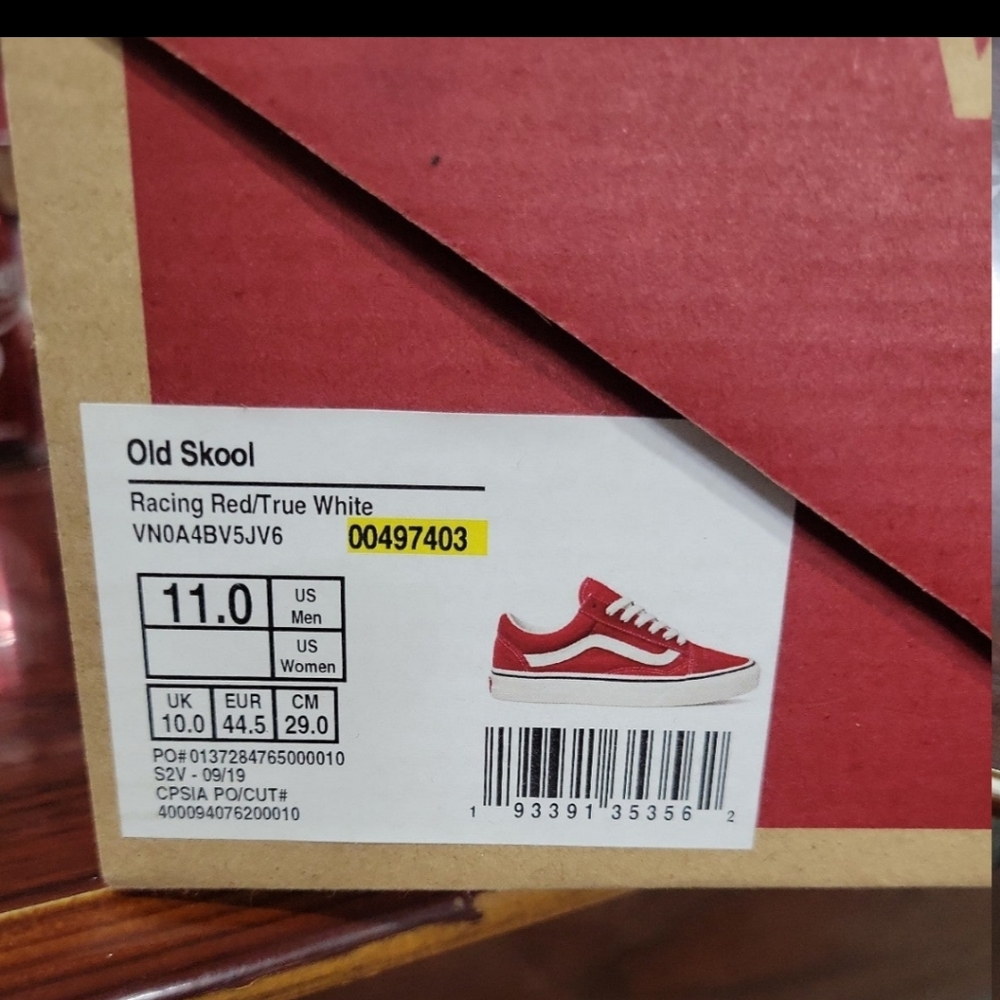 Old Skool
Racing Red/True White
VN0A4BV5JV6 00497403
11.0 US Men
US Women
UK EUR CM
10.0 44.5 29.0
PO# 0137284765000010
S2V - 09/19
CPSIA PO/CUT#
400094076200010
1 93391 35356 2